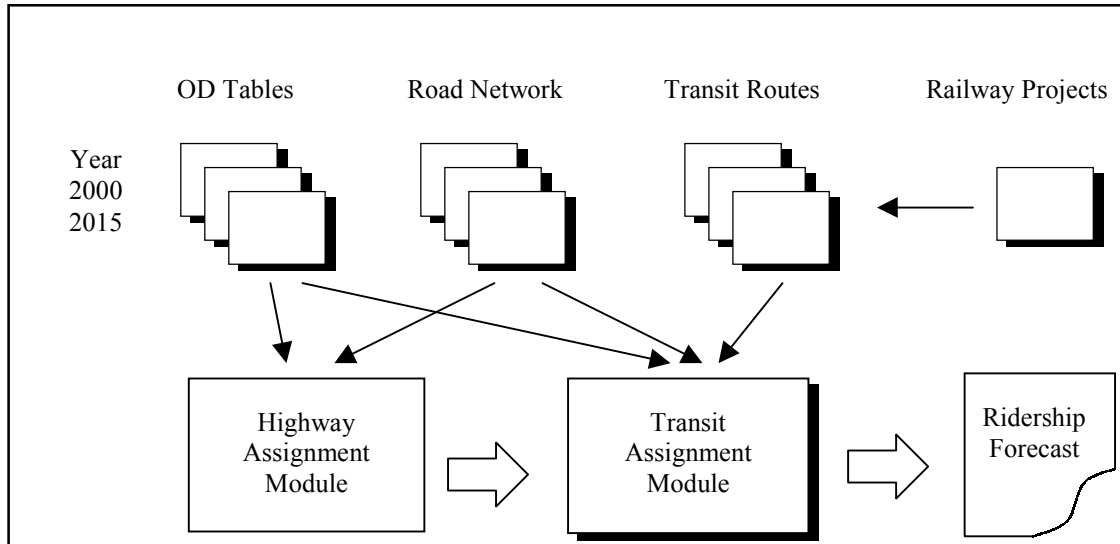 OD Tables
Road Network
Transit Routes
Railway Projects
Year
2000
2015
Highway
Assignment
Module
Transit
Assignment
Module
Ridership
Forecast